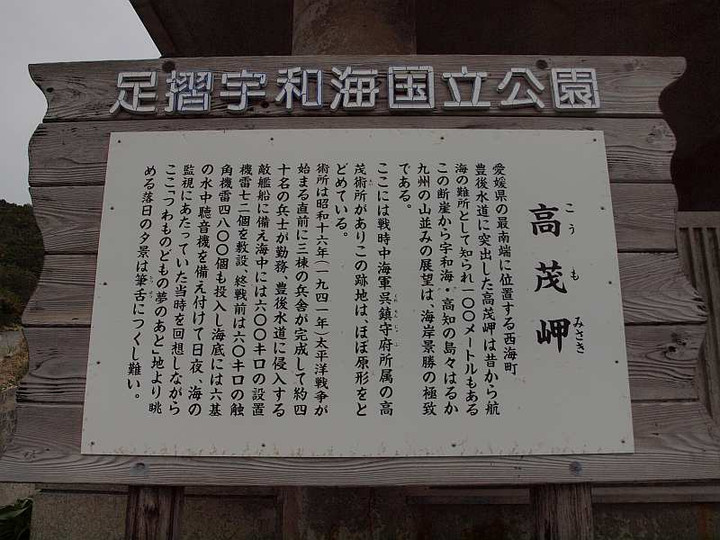 足摺宇和海国立公園
高茂岬
こうもみさき
愛媛県の最南端に位置する西海町
豊後水道に突出した高茂岬は昔から航
海の難所として知られ一〇〇メートルもある
この断崖から宇和海・高知の島々はるか
九州の山並みの展望は、海岸景勝の極致
である。
ここには戦時中海軍呉鎮守府所属の高
茂術所がありこの跡地は、ほぼ原形をと
どめている。
術所は昭和十六年(一九四一年)太平洋戦争が
始まる直前に三棟の兵舎が完成して約四
十名の兵士が勤務、豊後水道に侵入する
敵艦船に備え海中には六〇〇キロの設置
機雷七二個を敷設、終戦前は六〇キロの触
角機雷四八〇〇個も投入し海底には六基
の水中聴音機を備え付けて日夜、海の
監視にあたっていた当時を回想しながら
ここ「つわものどもの夢のあと」地より眺
める落日の夕景は筆舌につくし難い。